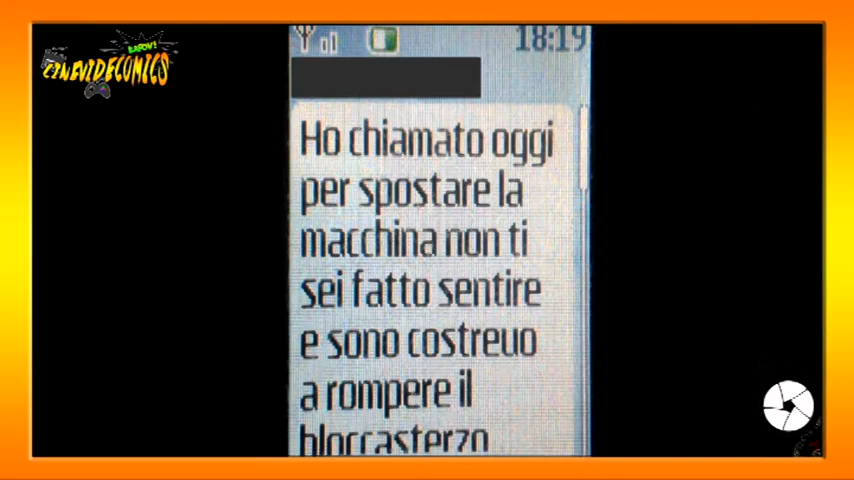 KAPOW!
CINEVIDECOMICS
18:19
Ho chiamato oggi
per spostare la
macchina non ti
sei fatto sentire
e sono costreuo
a rompere il
bloccasterzo